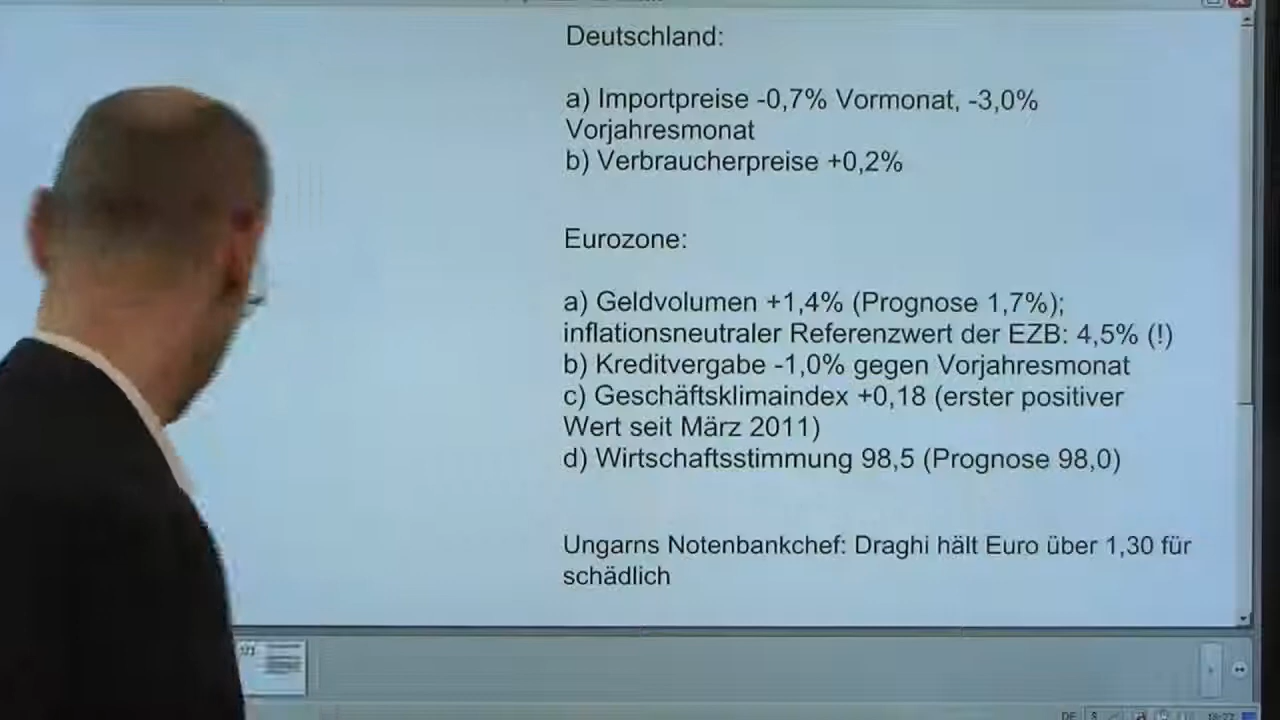 Deutschland:
a) Importpreise -0,7% Vormonat, -3,0%
Vorjahresmonat
b) Verbraucherpreise +0,2%
Eurozone:
a) Geldvolumen +1,4% (Prognose 1,7%);
inflationsneutraler Referenzwert der EZB: 4,5% (!)
b) Kreditvergabe -1,0% gegen Vorjahresmonat
c) Geschäftsklimaindex +0,18 (erster positiver
Wert seit März 2011)
d) Wirtschaftsstimmung 98,5 (Prognose 98,0)
Ungarns Notenbankchef: Draghi hält Euro über 1,30 für
schädlich
DE